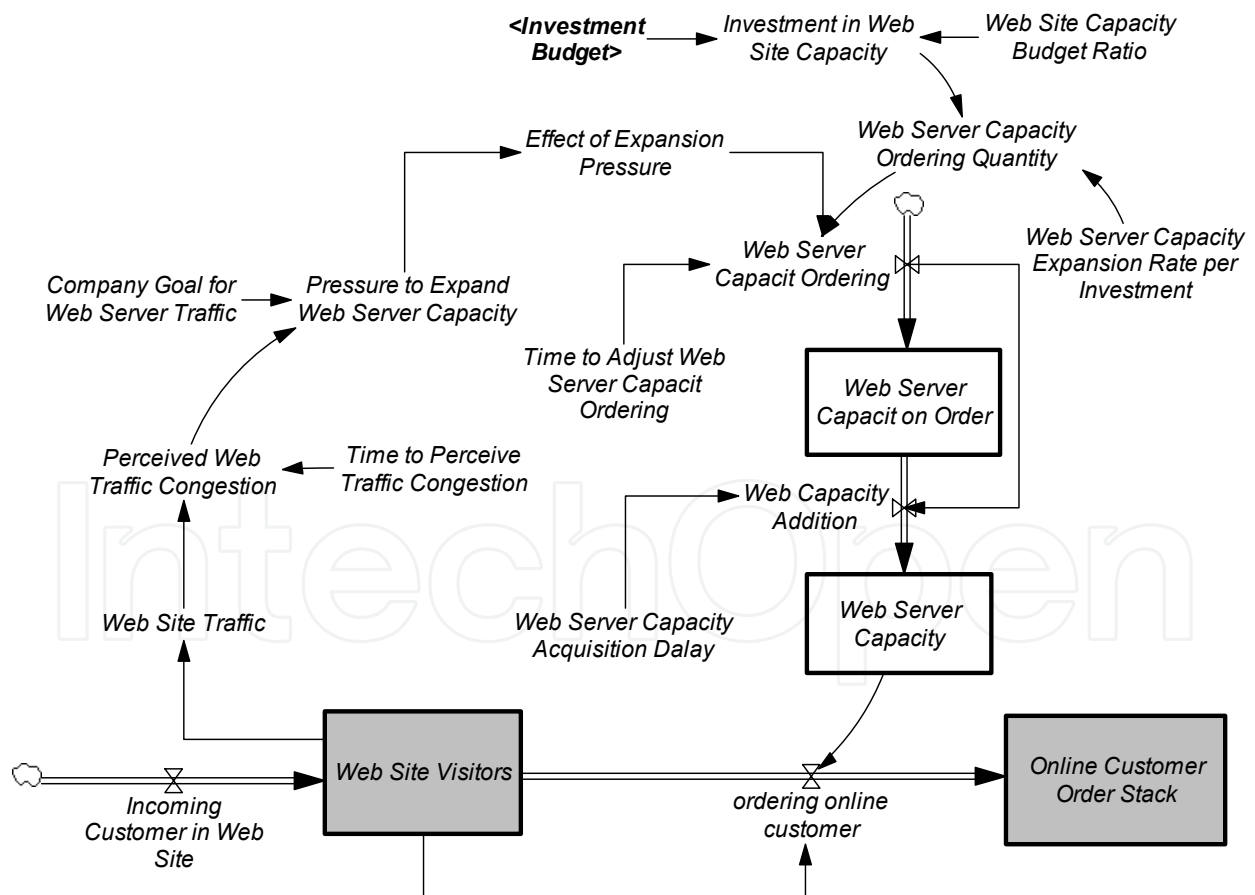 <Investment
Budget>
Investment in Web
Site Capacity
Web Site Capacity
Budget Ratio
Effect of Expansion
Pressure
Web Server Capacity
Ordering Quantity
Web Server
Capacit Ordering
Web Server Capacity
Expansion Rate per
Investment
Company Goal for
Web Server Traffic
Pressure to Expand
Web Server Capacity
Time to Adjust Web
Server Capacit
Ordering
Web Server
Capacit on Order
Perceived Web
Traffic Congestion
Time to Perceive
Traffic Congestion
Web Capacity
Addition
IntechOpen
Web Site Traffic
Web Server Capacity
Acquisition Dalay
Web Server
Capacity
Web Site Visitors
Online Customer
Order Stack
Incoming
Customer in Web
Site
ordering online
customer